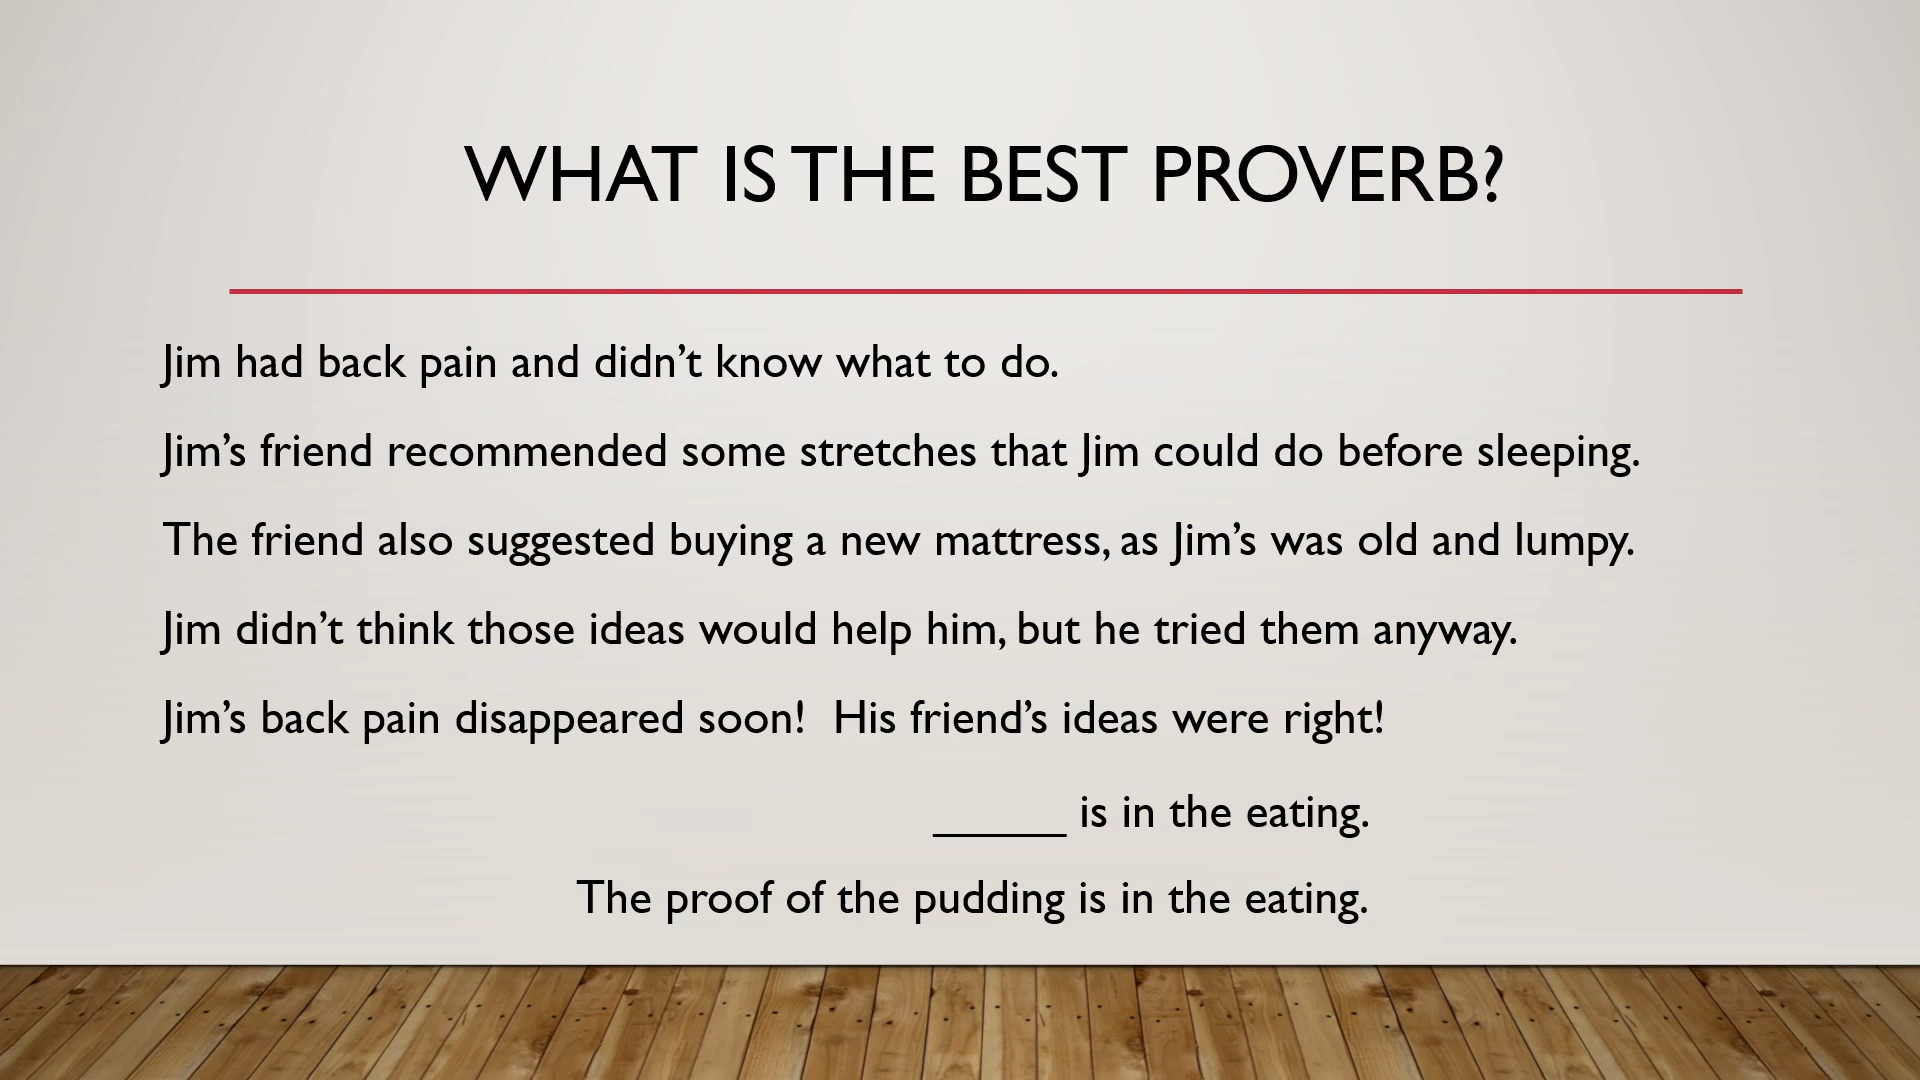 WHAT IS THE BEST PROVERB?
Jim had back pain and didn’t know what to do.
Jim’s friend recommended some stretches that Jim could do before sleeping.
The friend also suggested buying a new mattress, as Jim’s was old and lumpy.
Jim didn’t think those ideas would help him, but he tried them anyway.
Jim’s back pain disappeared soon!  His friend’s ideas were right!
______ is in the eating.
The proof of the pudding is in the eating.